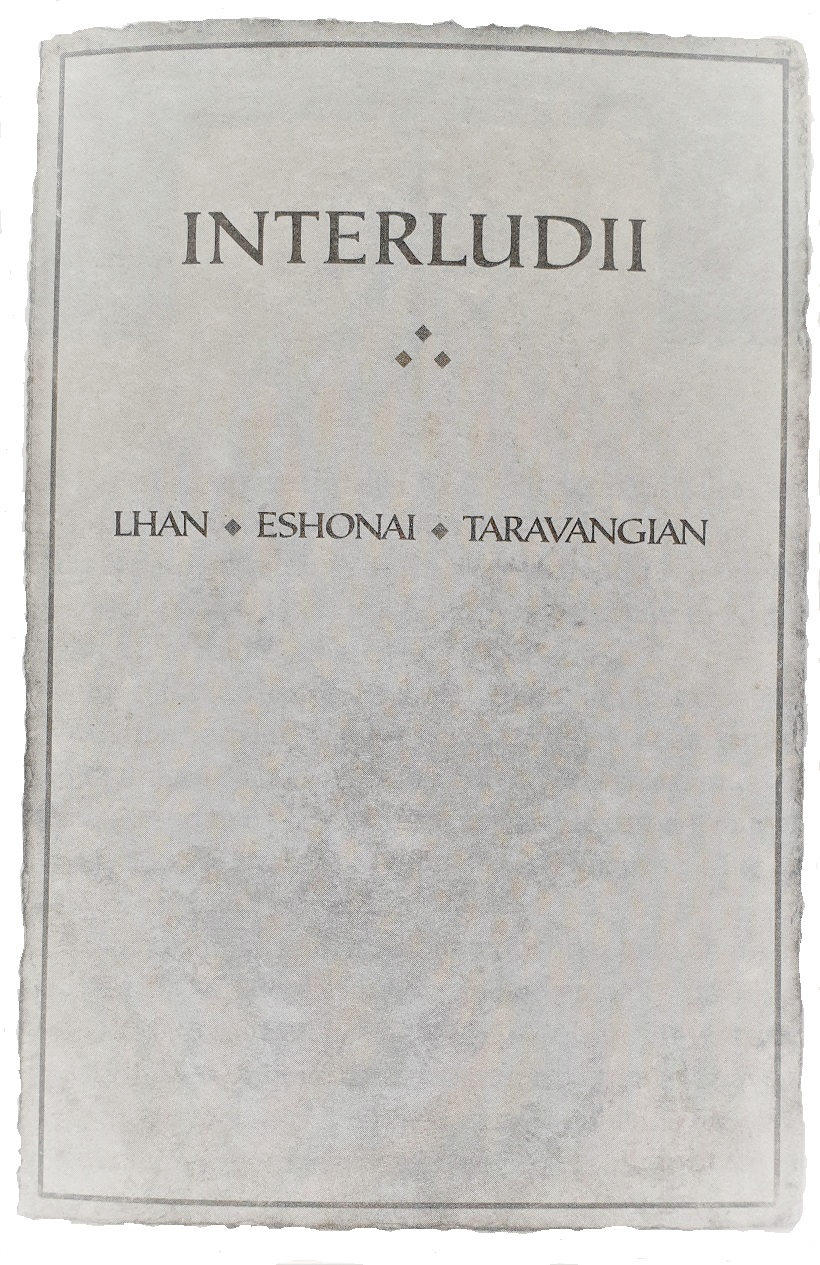 INTERLUDII
LHAN ◆ ESHONAI ◆ TARAVANGIAN